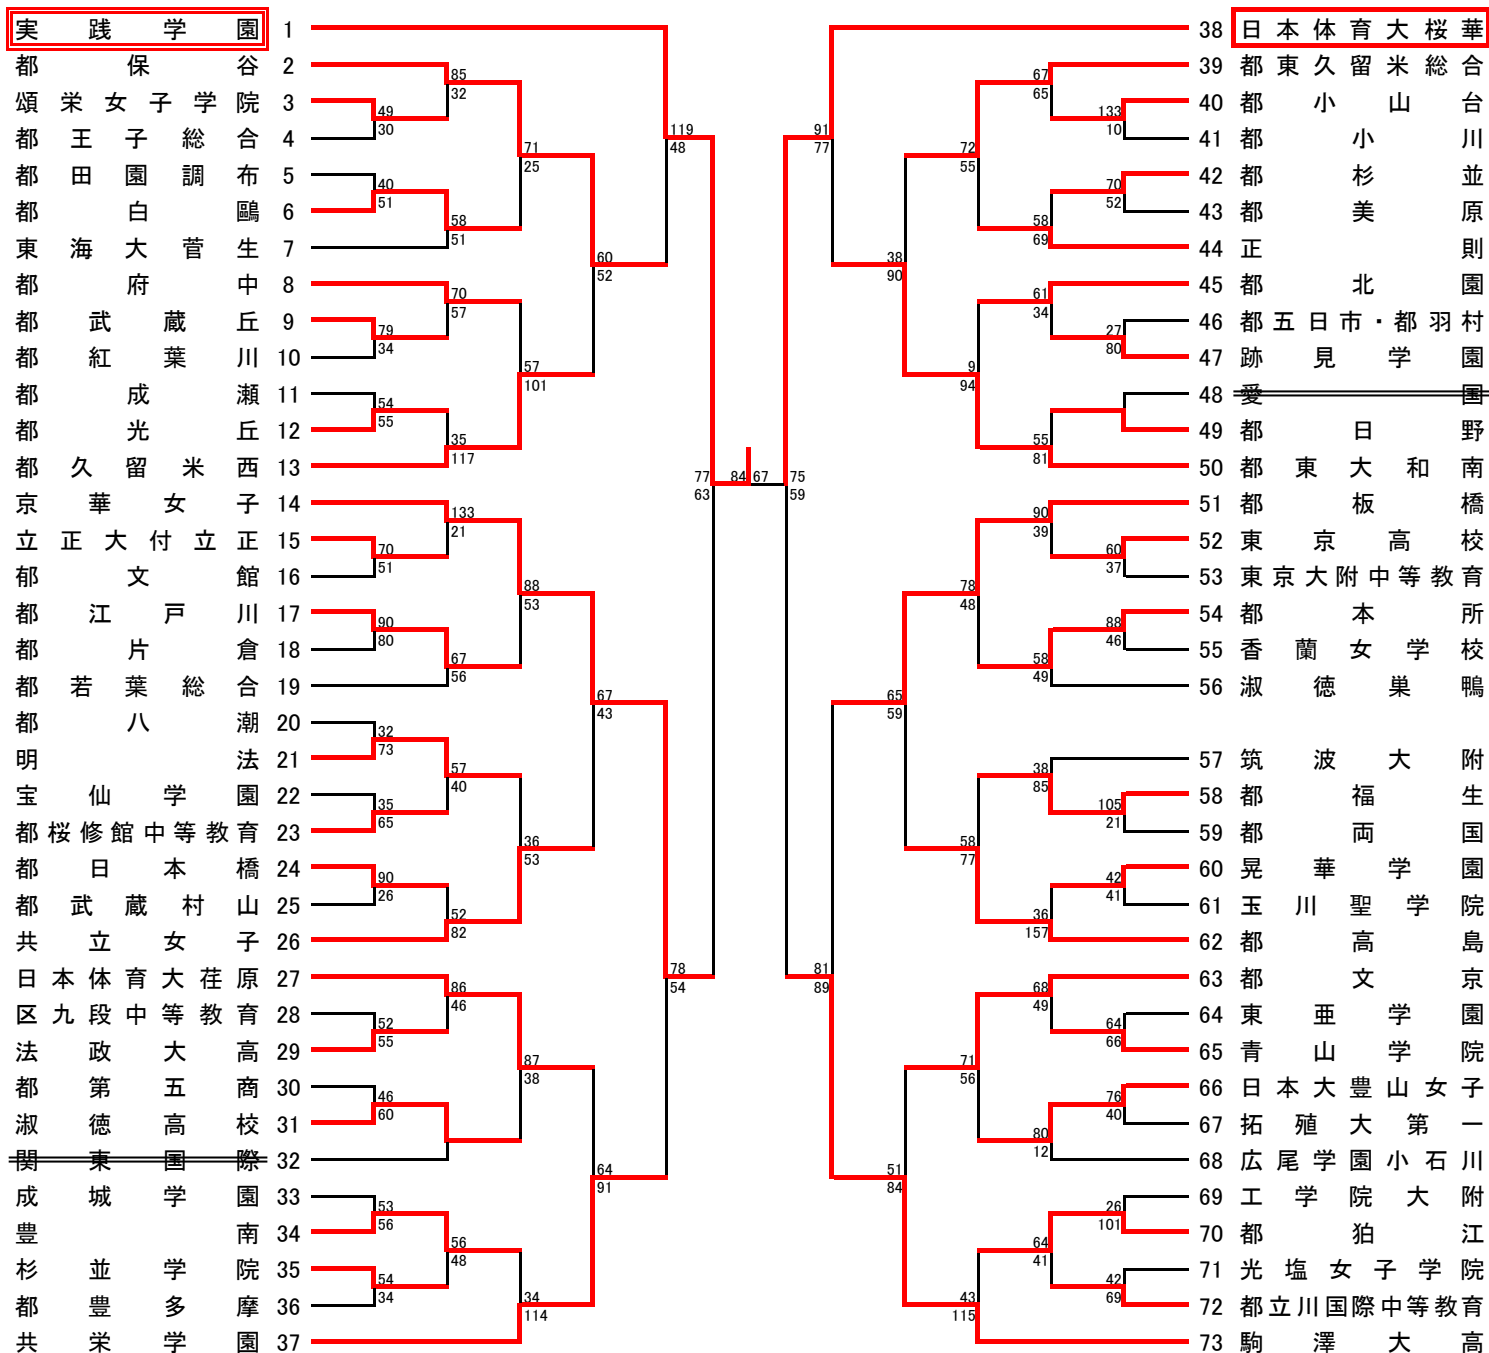 実践学園 1
都保谷 2
頌栄女子学院 3
都王子総合 4
都田園調布 5
都白鷗 6
東海大菅生 7
都府中 8
都武蔵丘 9
都紅葉川 10
都成瀬 11
都光丘 12
都久留米西 13
京華女子 14
立正大付立正 15
郁文館 16
都江戸川 17
都片倉 18
都若葉総合 19
都八潮 20
明法 21
宝仙学園 22
都桜修館中等教育 23
都日本橋 24
都武蔵村山 25
共立女子 26
日本体育大荏原 27
区九段中等教育 28
法政大高 29
都第五商 30
淑徳高校 31
関東国際 32
成城学園 33
豊南 34
杉並学院 35
都豊多摩 36
共栄学園 37
49
30
40
51
79
34
54
55
70
51
90
80
32
73
35
65
90
26
52
55
46
60
53
56
54
34
85
32
58
51
70
57
35
117
133
21
67
56
57
40
52
82
86
46
56
48
71
25
57
101
88
53
36
53
87
38
34
114
60
52
67
43
64
91
119
48
78
54
77
63
84 67
75
59
91
77
81
89
38
90
65
59
51
84
72
55
9
94
78
48
58
77
71
56
43
115
67
65
58
69
61
34
55
81
90
39
58
49
38
85
36
157
68
49
80
12
64
41
133
10
70
52
27
80
60
37
88
46
105
21
42
41
64
66
76
40
26
101
42
69
38 日本体育大桜華
39 都東久留米総合
40 都小山台
41 都小川
42 都杉並
43 都美原
44 正則
45 都北園
46 都五日市・都羽村
47 跡見学園
48 愛国
49 都日野
50 都東大和南
51 都板橋
52 東京高校
53 東京大附中等教育
54 都本所
55 香蘭女学校
56 淑徳巣鴨
57 筑波大附
58 都福生
59 都両国
60 晃華学園
61 玉川聖学院
62 都高島
63 都文京
64 東亜学園
65 青山学院
66 日本大豊山女子
67 拓殖大第一
68 広尾学園小石川
69 工学院大附
70 都狛江
71 光塩女子学院
72 都立川国際中等教育
73 駒澤大高